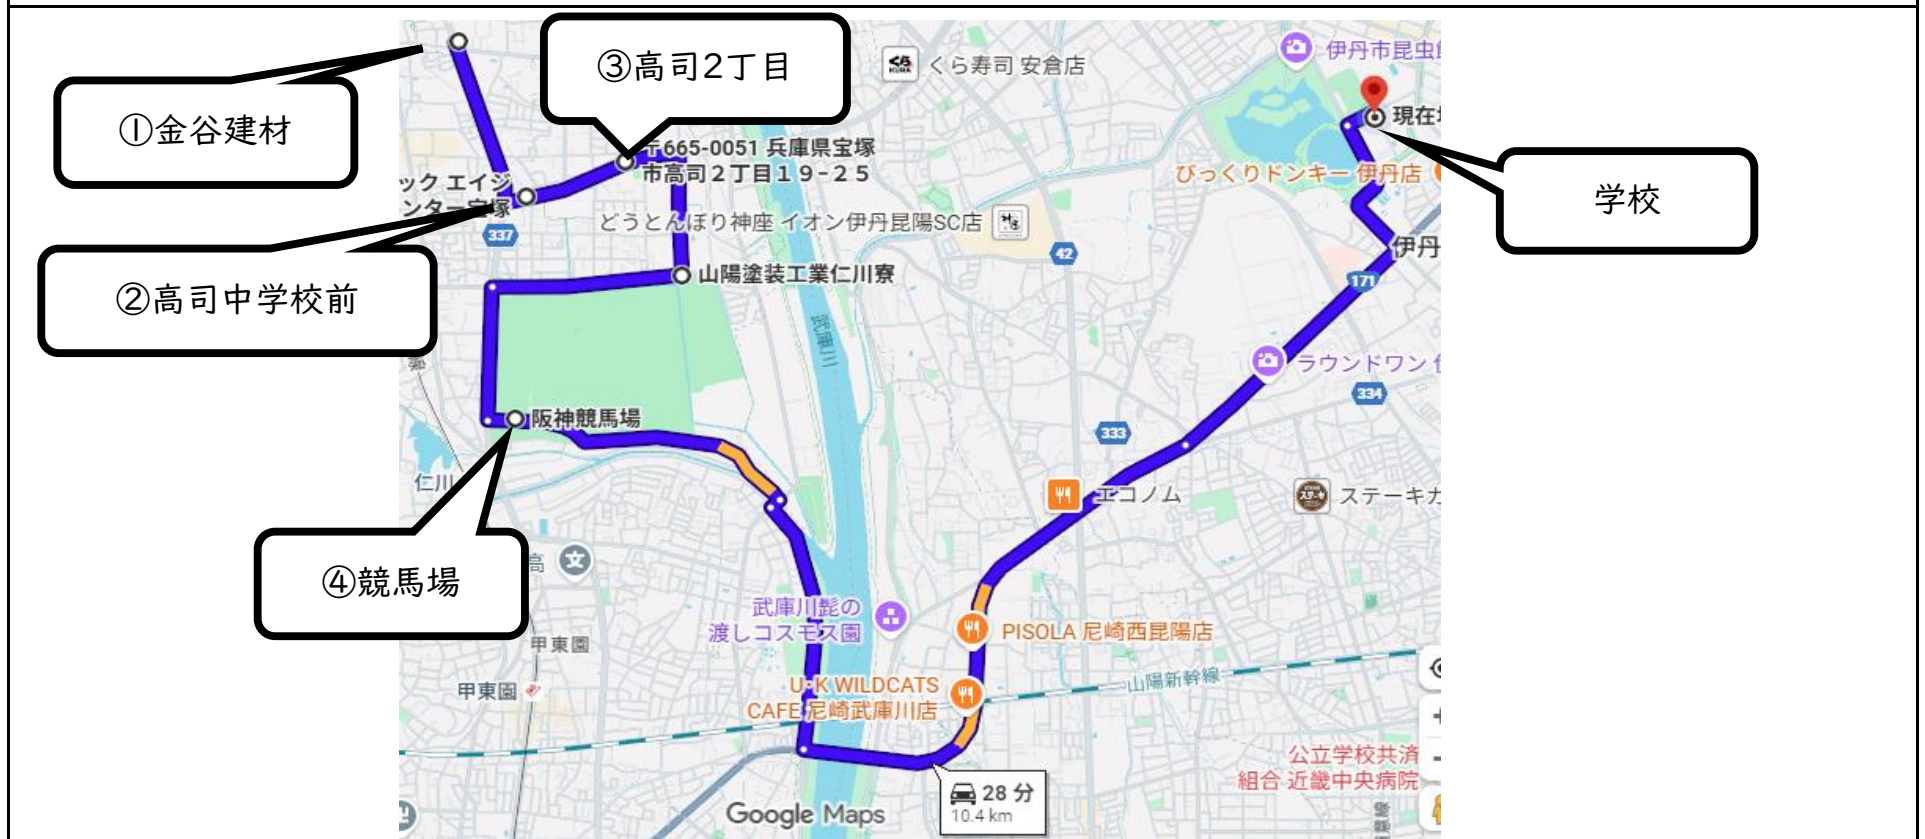 ①金谷建材
③高司2丁目
くら寿司 安倉店
伊丹市昆虫
現在
〒665-0051 兵庫県宝塚
市高司2丁目19-25
びっくりドンキー 伊丹店
学校
ック エイジ
ンター宝塚
337
どうとんぼり神座 イオン伊丹昆陽SC店
42
伊丹
②高司中学校前
山陽塗装工業仁川寮
171
武庫川
ラウンドワン
334
阪神競馬場
333
仁川
エコノム
ステーキ
④競馬場
高
文
武庫川髭の
渡しコスモス園
PISOLA 尼崎西昆陽店
甲東園
甲東園
U·K WILDCATS
CAFE 尼崎武庫川店
山陽新幹線
公立学校共済
組合 近畿中央病院
28 分
10.4 km
Google Maps